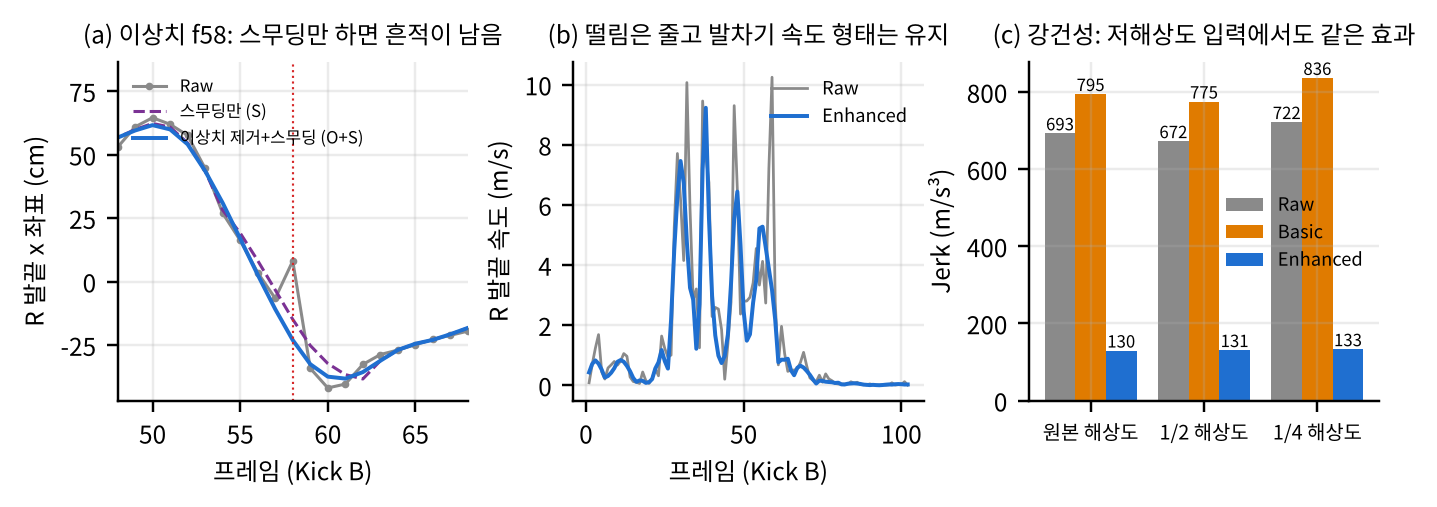 (a) 이상치 f58: 스무딩만 하면 흔적이 남음
R 발끝 x 좌표 (cm)
75
50
25
0
-25
Raw
스무딩만 (S)
이상치 제거+스무딩 (O+S)
50 55 60 65
프레임 (Kick B)
(b) 떨림은 줄고 발차기 속도 형태는 유지
R 발끝 속도 (m/s)
10
8
6
4
2
0
Raw
Enhanced
0 50 100
프레임 (Kick B)
(c) 강건성: 저해상도 입력에서도 같은 효과
Jerk (m/s³)
800
600
400
200
0
693 795 130
672 775 131
722 836 133
Raw
Basic
Enhanced
원본 해상도 1/2 해상도 1/4 해상도